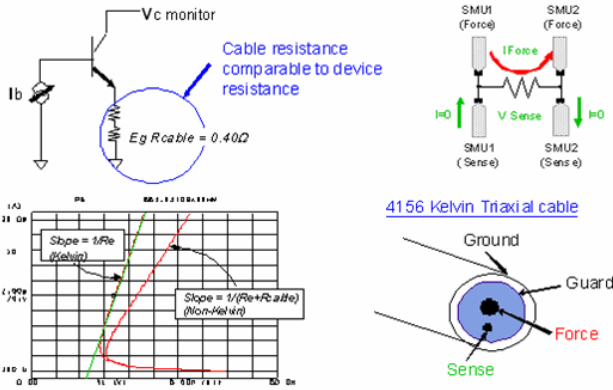 Vc monitor
Ib
Cable resistance
comparable to device
resistance
Eg Rcable = 0.40Ω
SMU1
(Force)
SMU2
(Force)
I Force
V Sense
I=0
I=0
SMU1
(Sense)
SMU2
(Sense)
Slope = 1/Re
(Kelvin)
Slope = 1/(Re+Rcable)
(Non-Kelvin)
4156 Kelvin Triaxial cable
Ground
Guard
Force
Sense